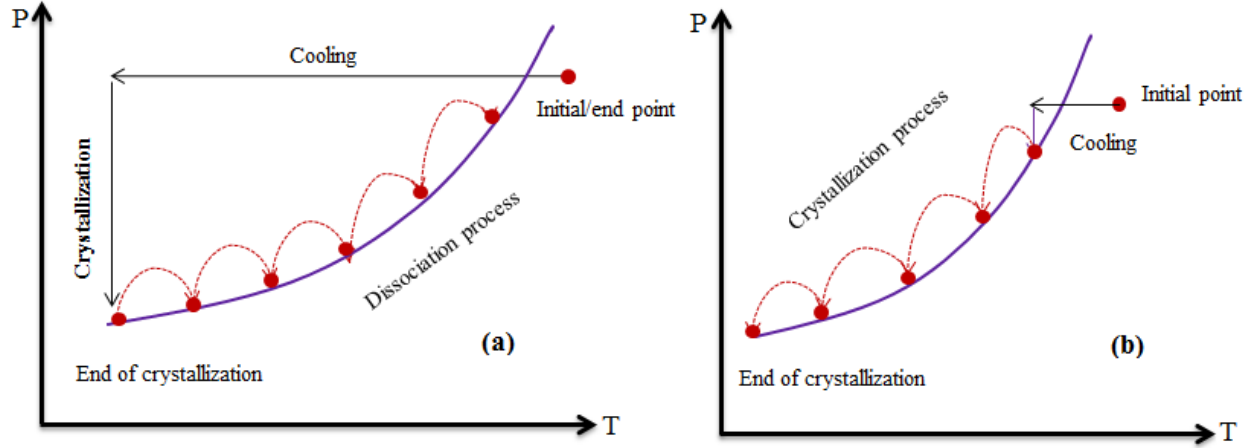 P
Cooling
Initial/end point
Crystallization
Dissociation process
(a)
End of crystallization
T
P
Crystallization process
Initial point
Cooling
(b)
End of crystallization
T